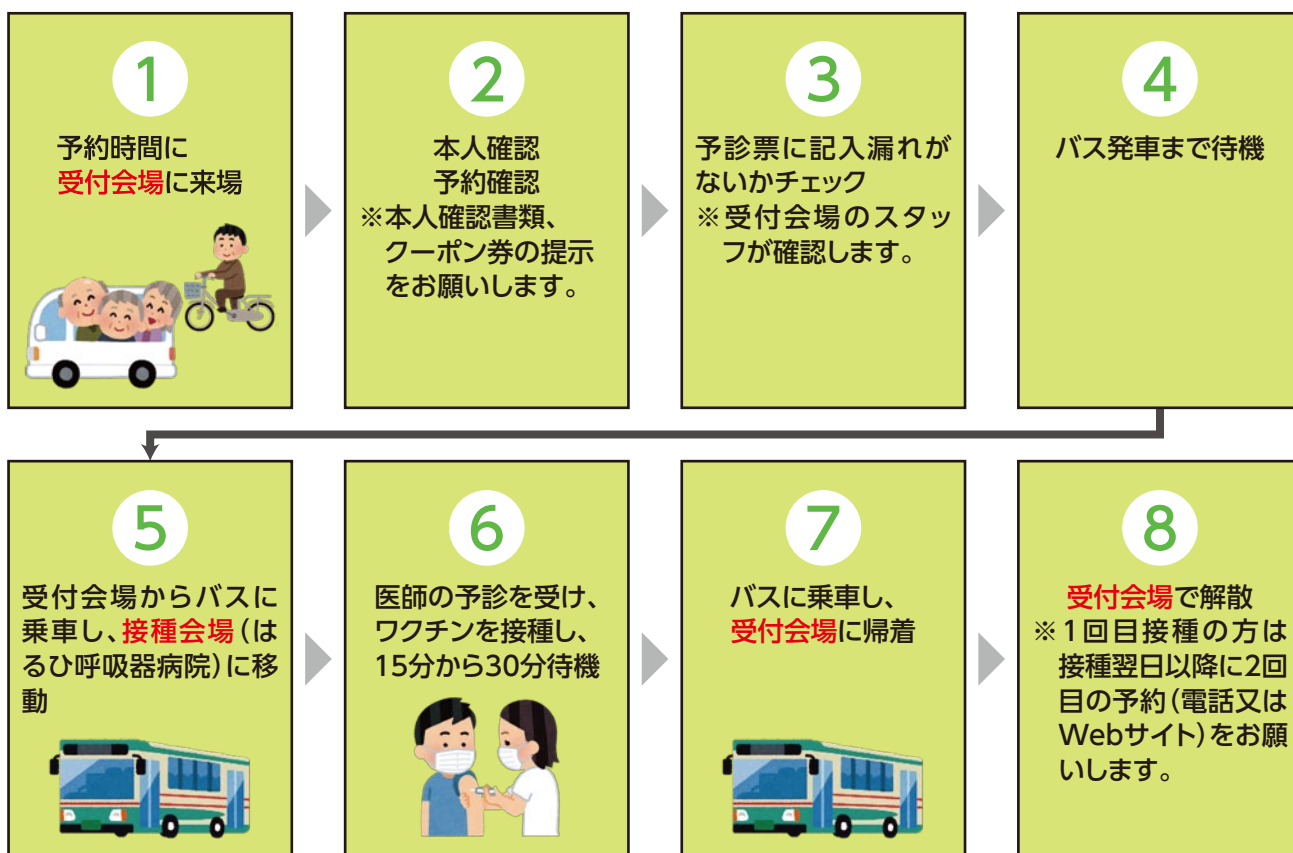 1
予約時間に
受付会場に来場
2
本人確認
予約確認
※本人確認書類、
クーポン券の提示
をお願いします。
3
予診票に記入漏れが
ないかチェック
※受付会場のスタッ
フが確認します。
4
バス発車まで待機
5
受付会場からバスに
乗車し、接種会場(は
るひ呼吸器病院)に移
動
6
医師の予診を受け、
ワクチンを接種し、
15分から30分待機
7
バスに乗車し、
受付会場に帰着
8
受付会場で解散
※1回目接種の方は
接種翌日以降に2回
目の予約(電話又は
Webサイト)をお願
いします。